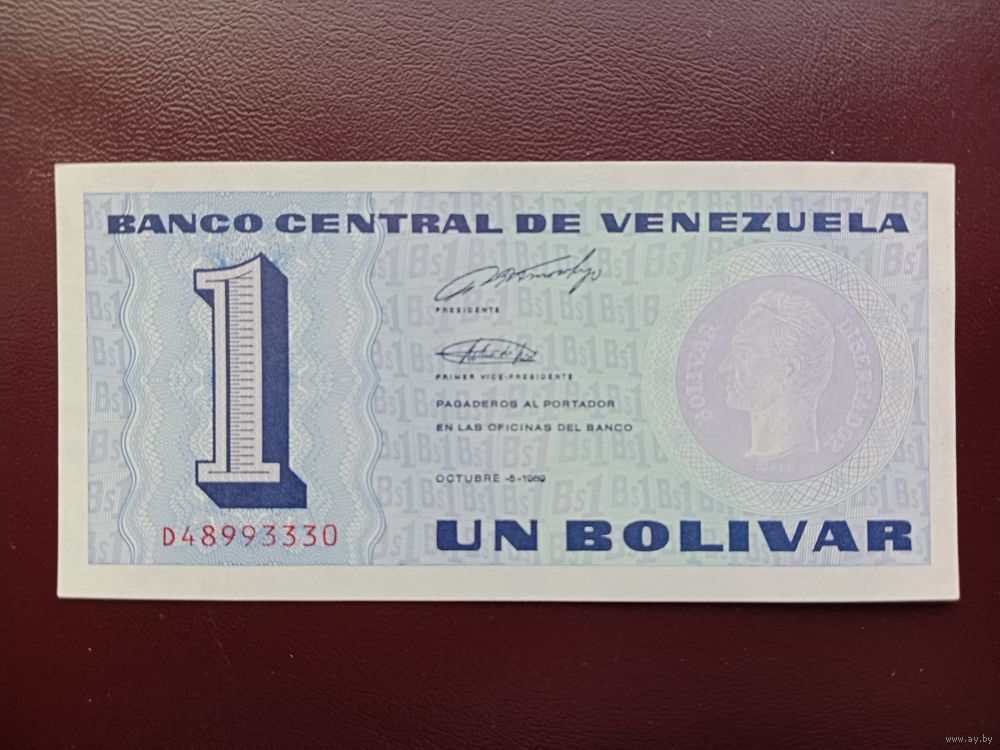 BANCO CENTRAL DE VENEZUELA
1
PRESIDENTE
PRIMER VICE-PRESIDENTE
PAGADEROS AL PORTADOR
EN LAS OFICINAS DEL BANCO
OCTUBRE -5-1989
D48993330
UN BOLIVAR
BOLIVAR
LIBERTADOR
Bs1
www.ay.by